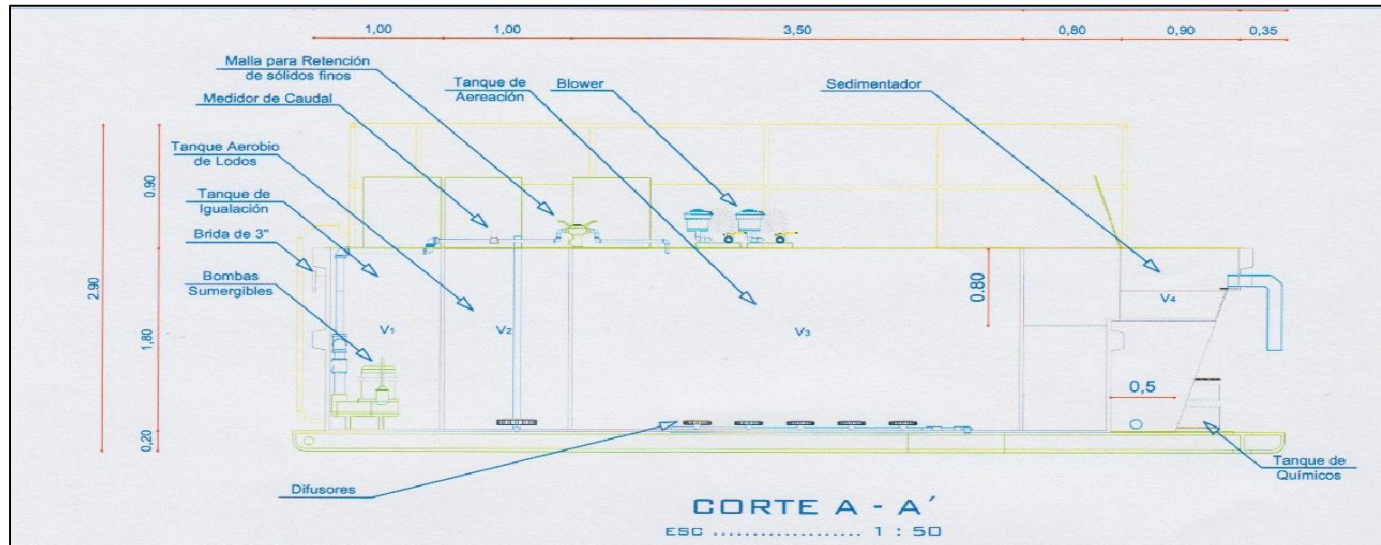 1,00 1,00 3,50 0,80 0,90 0,35
Malla para Retención
de sólidos finos
Medidor de Caudal
Tanque de
Aereación
Blower
Sedimentador
Tanque Aerobio
de Lodos
Tanque de
Igualación
Brida de 3"
Bombas
Sumergibles
2.90
0.90
1,80
0,20
0.80
V1
V2
V3
V4
0,5
Difusores
Tanque de
Químicos
CORTE A - A´
ESC ................... 1 : 50